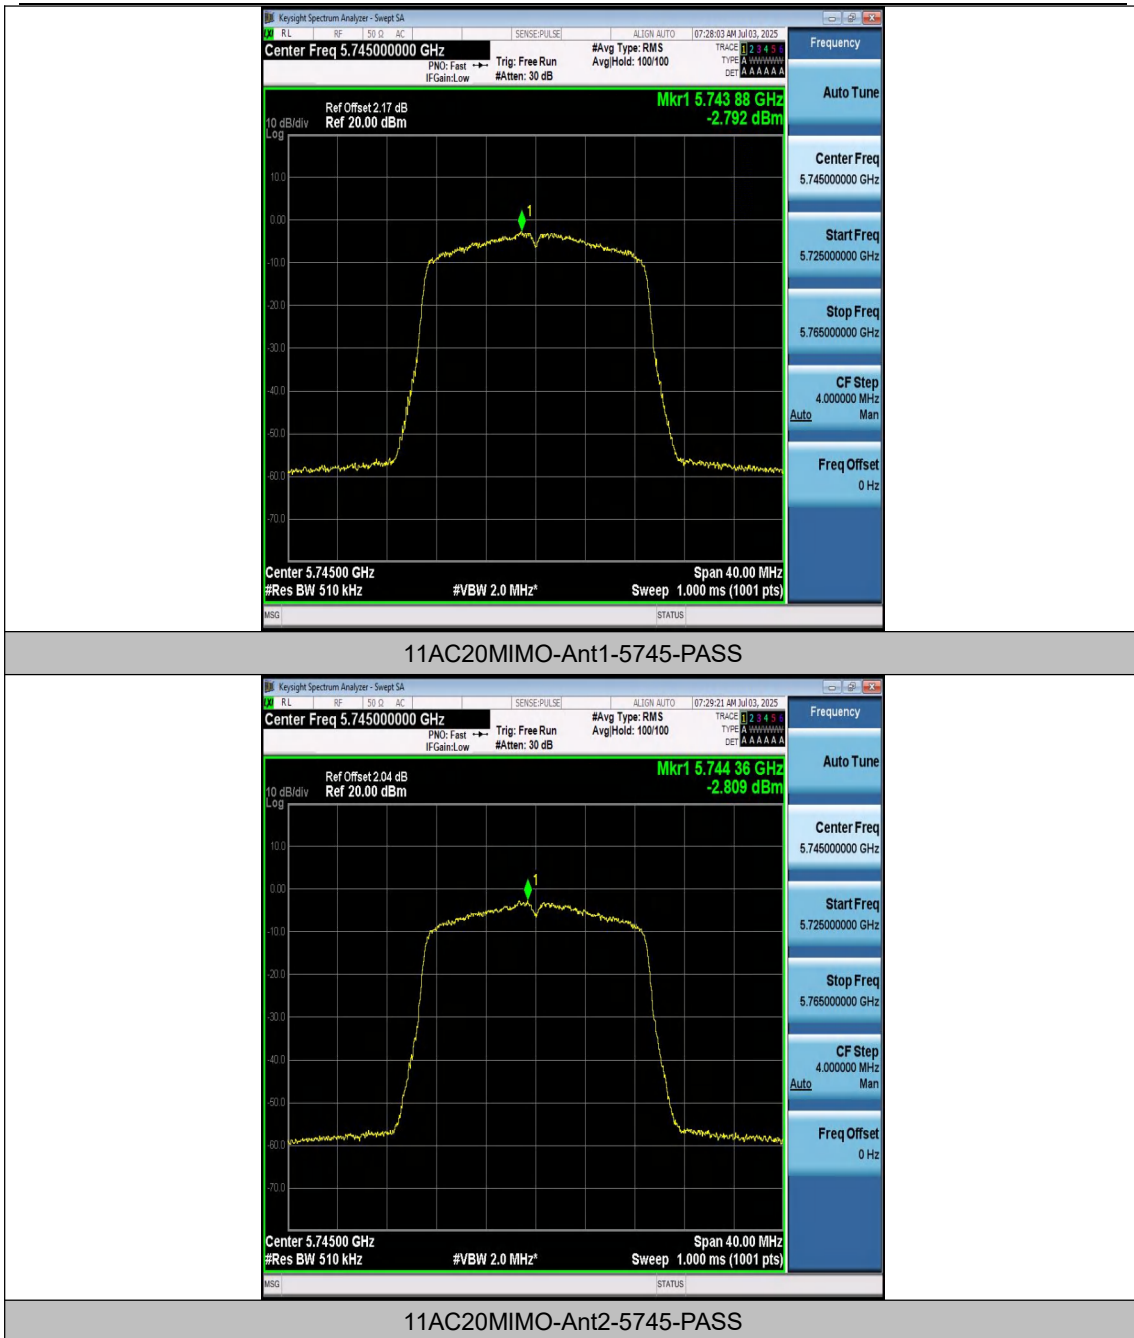 Keysight Spectrum Analyzer - Swept SA
RL RF 50 Ω AC SENSE:PULSE ALIGN AUTO 07:28:03 AM Jul 03, 2025
Center Freq 5.745000000 GHz
PNO: Fast
IFGain:Low
Trig: Free Run
#Atten: 30 dB
#Avg Type: RMS
Avg|Hold: 100/100
TRACE 1 2 3 4 5 6
TYPE A WWWWW
DET A A A A A A
Frequency
Ref Offset 2.17 dB
10 dB/div Ref 20.00 dBm
Log
Mkr1 5.743 88 GHz
-2.792 dBm
10.0
0.00
-10.0
-20.0
-30.0
-40.0
-50.0
-60.0
-70.0
1
Center 5.74500 GHz
Span 40.00 MHz
#Res BW 510 kHz
#VBW 2.0 MHz*
Sweep 1.000 ms (1001 pts)
Auto Tune
Center Freq
5.745000000 GHz
Start Freq
5.725000000 GHz
Stop Freq
5.765000000 GHz
CF Step
4.000000 MHz
Auto Man
Freq Offset
0 Hz
MSG STATUS
11AC20MIMO-Ant1-5745-PASS
Keysight Spectrum Analyzer - Swept SA
RL RF 50 Ω AC SENSE:PULSE ALIGN AUTO 07:29:21 AM Jul 03, 2025
Center Freq 5.745000000 GHz
PNO: Fast
IFGain:Low
Trig: Free Run
#Atten: 30 dB
#Avg Type: RMS
Avg|Hold: 100/100
TRACE 1 2 3 4 5 6
TYPE A WWWWW
DET A A A A A A
Frequency
Ref Offset 2.04 dB
10 dB/div Ref 20.00 dBm
Log
Mkr1 5.744 36 GHz
-2.809 dBm
10.0
0.00
-10.0
-20.0
-30.0
-40.0
-50.0
-60.0
-70.0
1
Center 5.74500 GHz
Span 40.00 MHz
#Res BW 510 kHz
#VBW 2.0 MHz*
Sweep 1.000 ms (1001 pts)
Auto Tune
Center Freq
5.745000000 GHz
Start Freq
5.725000000 GHz
Stop Freq
5.765000000 GHz
CF Step
4.000000 MHz
Auto Man
Freq Offset
0 Hz
MSG STATUS
11AC20MIMO-Ant2-5745-PASS